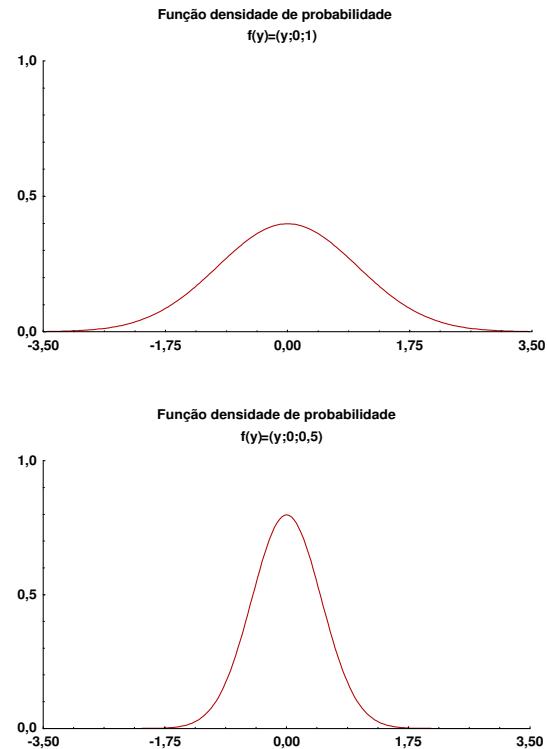 Função densidade de probabilidade
f(y)=(y;0;1)
1,0
0,5
0,0
-3,50 -1,75 0,00 1,75 3,50
Função densidade de probabilidade
f(y)=(y;0;0,5)
1,0
0,5
0,0
-3,50 -1,75 0,00 1,75 3,50